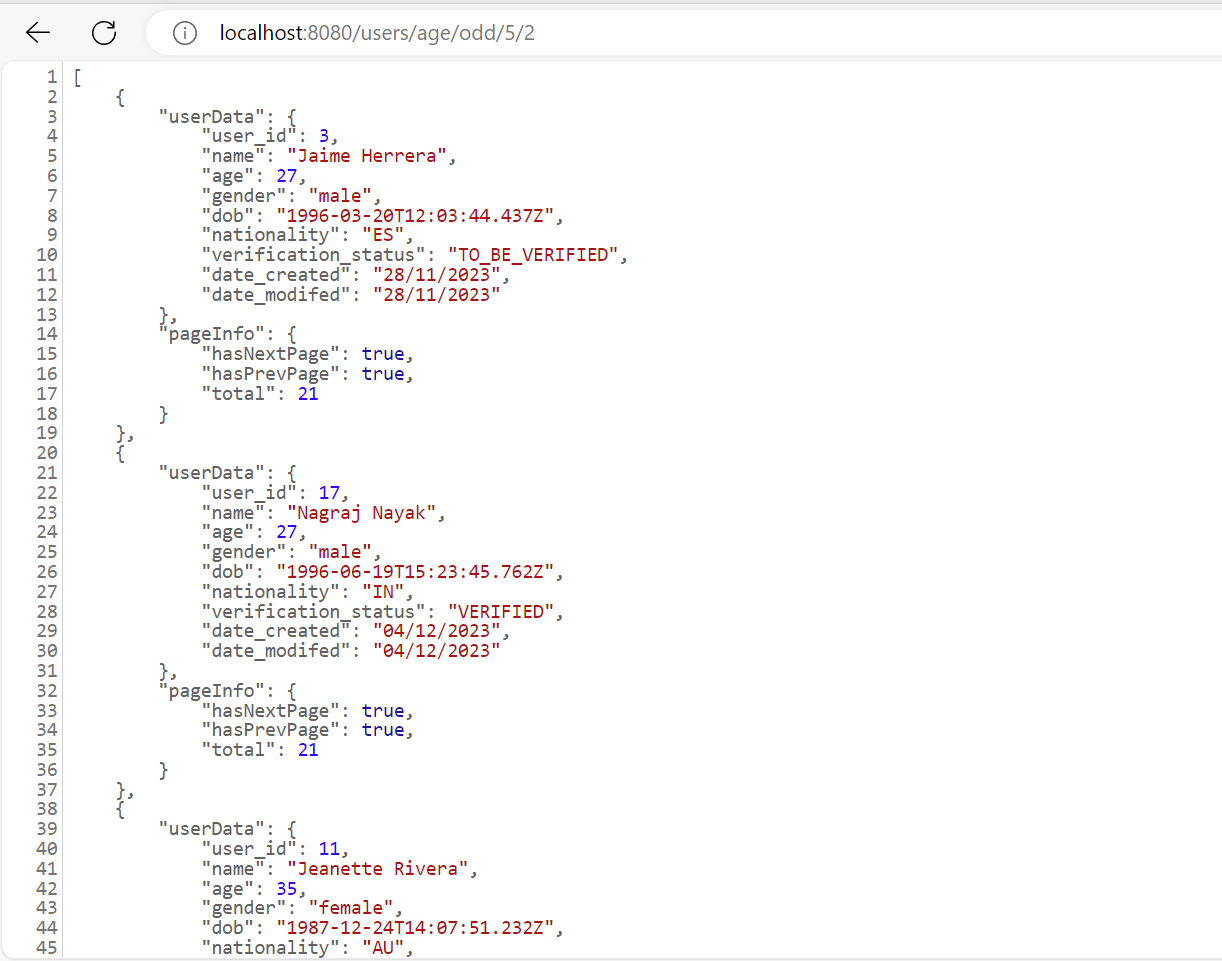 localhost:8080/users/age/odd/5/2
1 [
2     {
3         "userData": {
4             "user_id": 3,
5             "name": "Jaime Herrera",
6             "age": 27,
7             "gender": "male",
8             "dob": "1996-03-20T12:03:44.437Z",
9             "nationality": "ES",
10             "verification_status": "TO_BE_VERIFIED",
11             "date_created": "28/11/2023",
12             "date_modifed": "28/11/2023"
13         },
14         "pageInfo": {
15             "hasNextPage": true,
16             "hasPrevPage": true,
17             "total": 21
18         }
19     },
20     {
21         "userData": {
22             "user_id": 17,
23             "name": "Nagraj Nayak",
24             "age": 27,
25             "gender": "male",
26             "dob": "1996-06-19T15:23:45.762Z",
27             "nationality": "IN",
28             "verification_status": "VERIFIED",
29             "date_created": "04/12/2023",
30             "date_modifed": "04/12/2023"
31         },
32         "pageInfo": {
33             "hasNextPage": true,
34             "hasPrevPage": true,
35             "total": 21
36         }
37     },
38     {
39         "userData": {
40             "user_id": 11,
41             "name": "Jeanette Rivera",
42             "age": 35,
43             "gender": "female",
44             "dob": "1987-12-24T14:07:51.232Z",
45             "nationality": "AU",